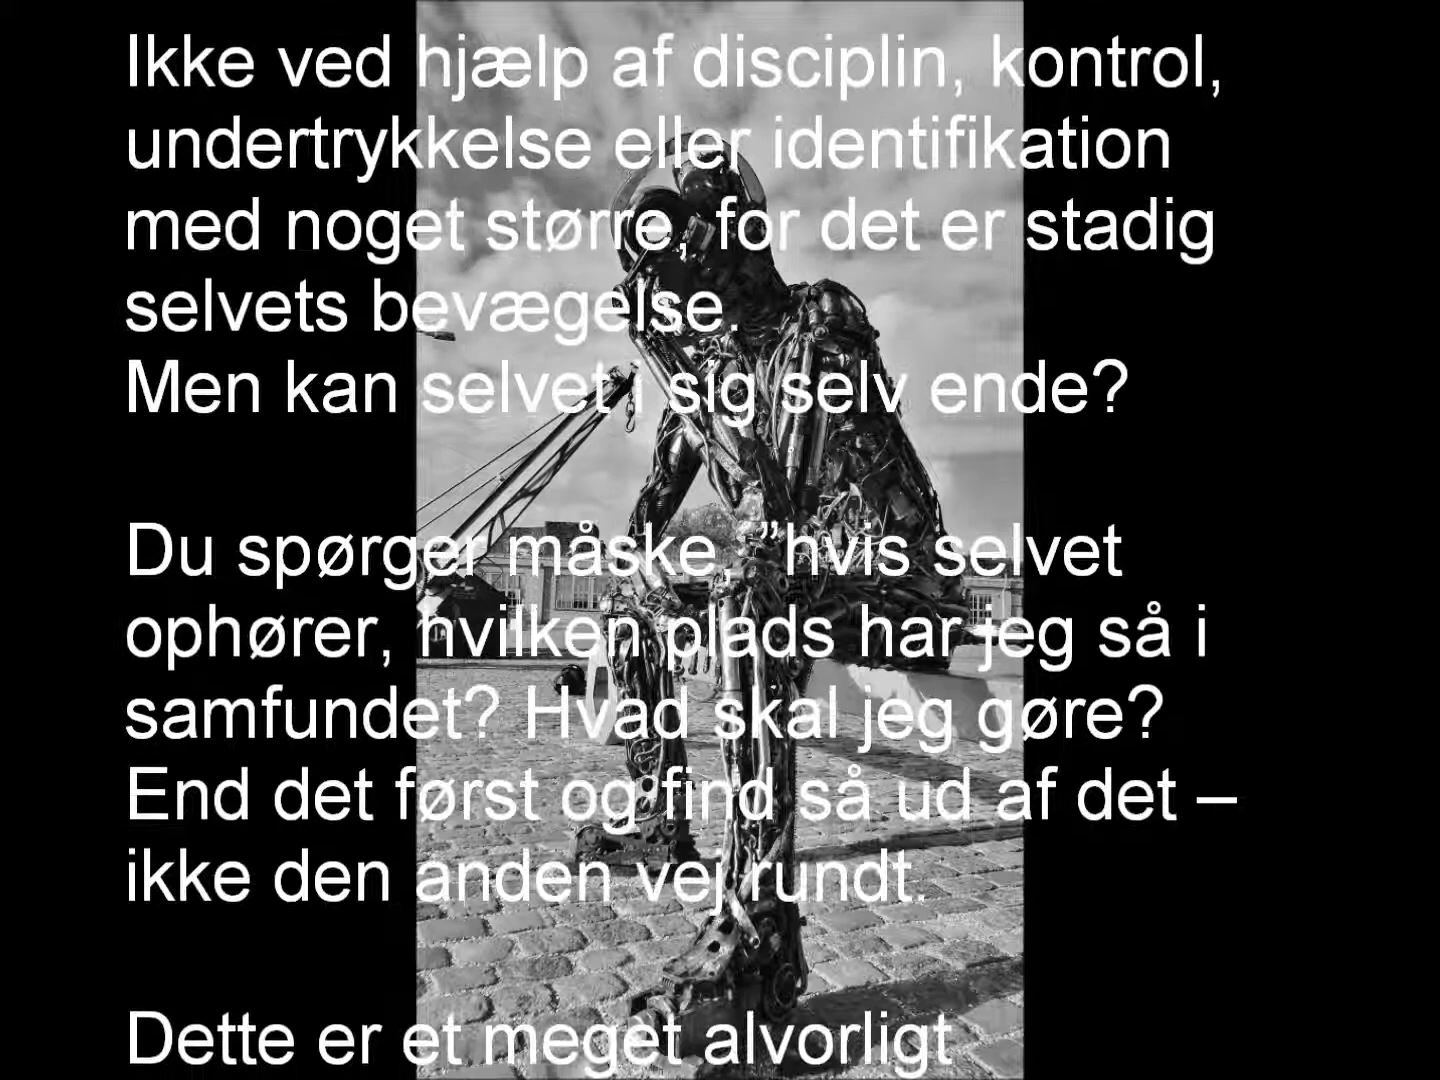 Ikke ved hjælp af disciplin, kontrol,
undertrykkelse eller identifikation
med noget større, for det er stadig
selvets bevægelse.
Men kan selvet i sig selv ende?
Du spørger måske, ”hvis selvet
ophører, hvilken plads har jeg så i
samfundet? Hvad skal jeg gøre?
End det først og find så ud af det –
ikke den anden vej rundt.
Dette er et meget alvorligt